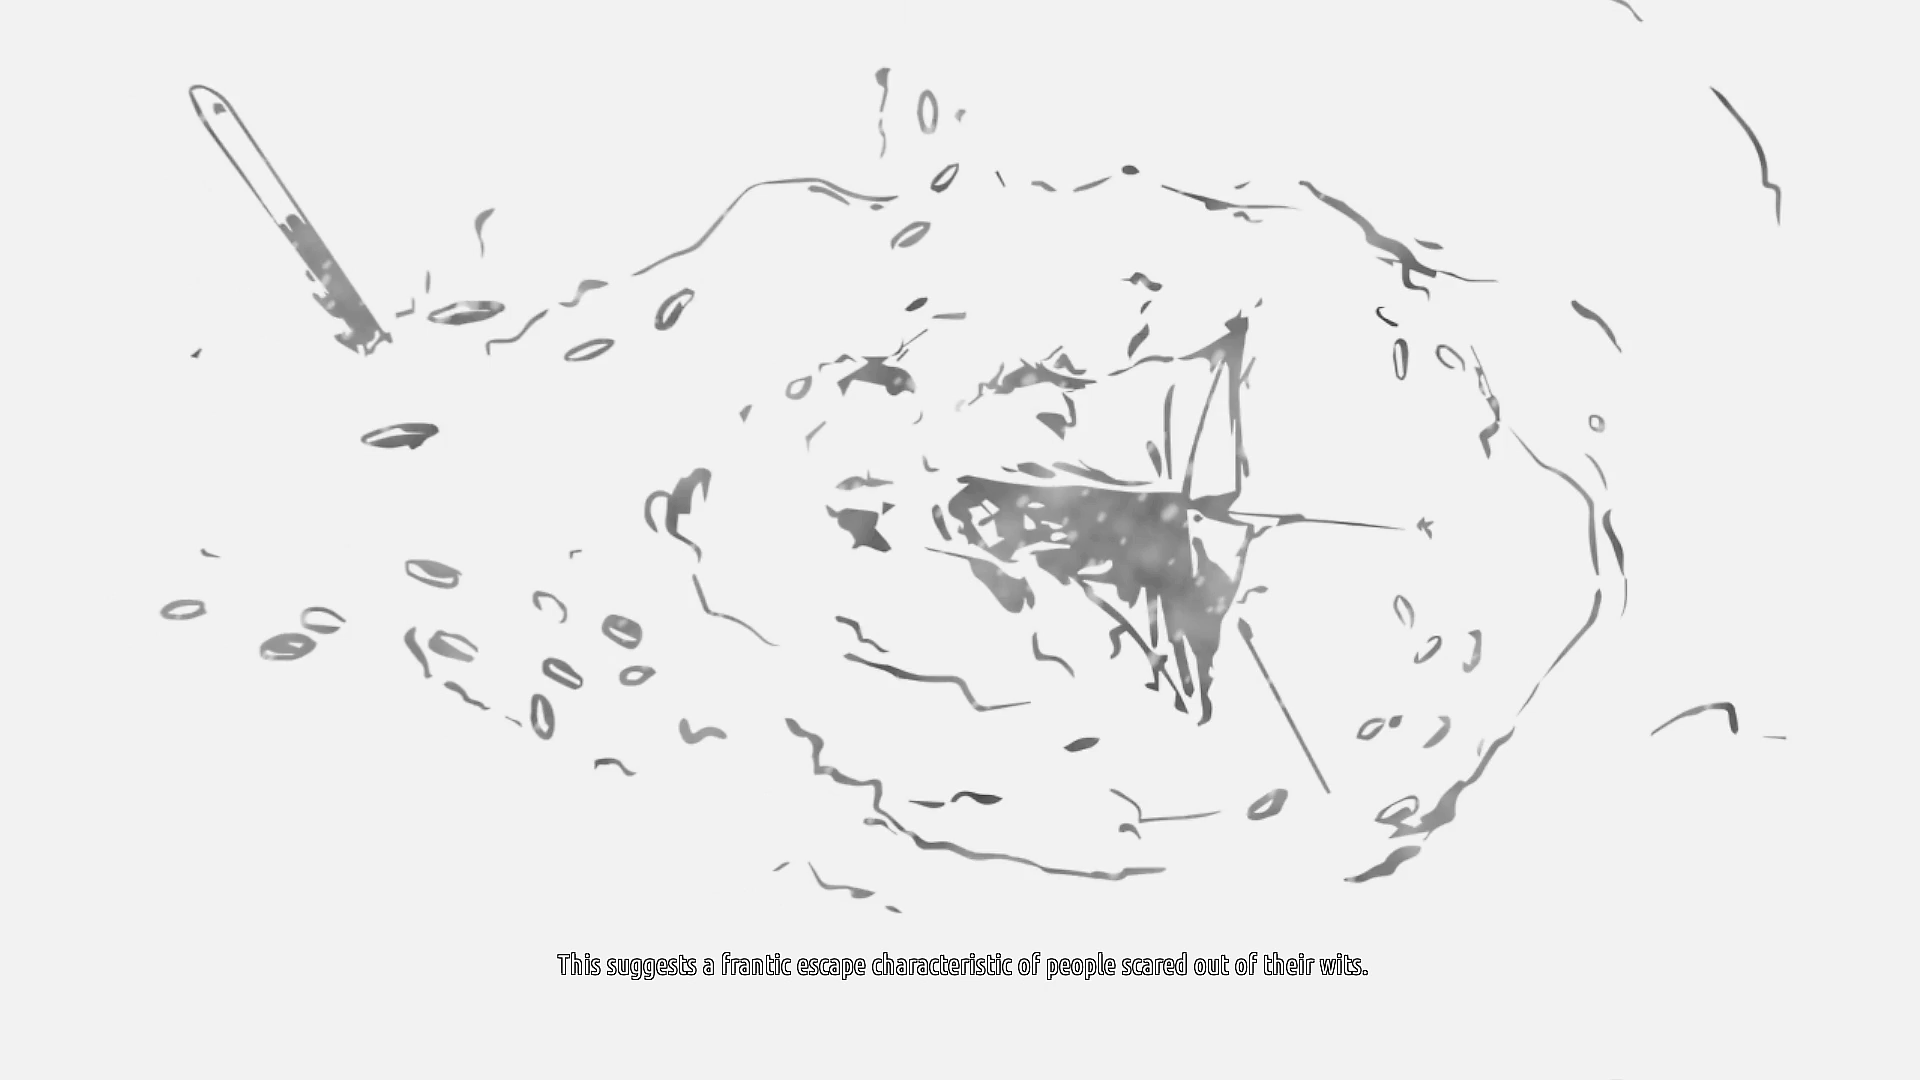 This suggests a frantic escape characteristic of people scared out of their wits.